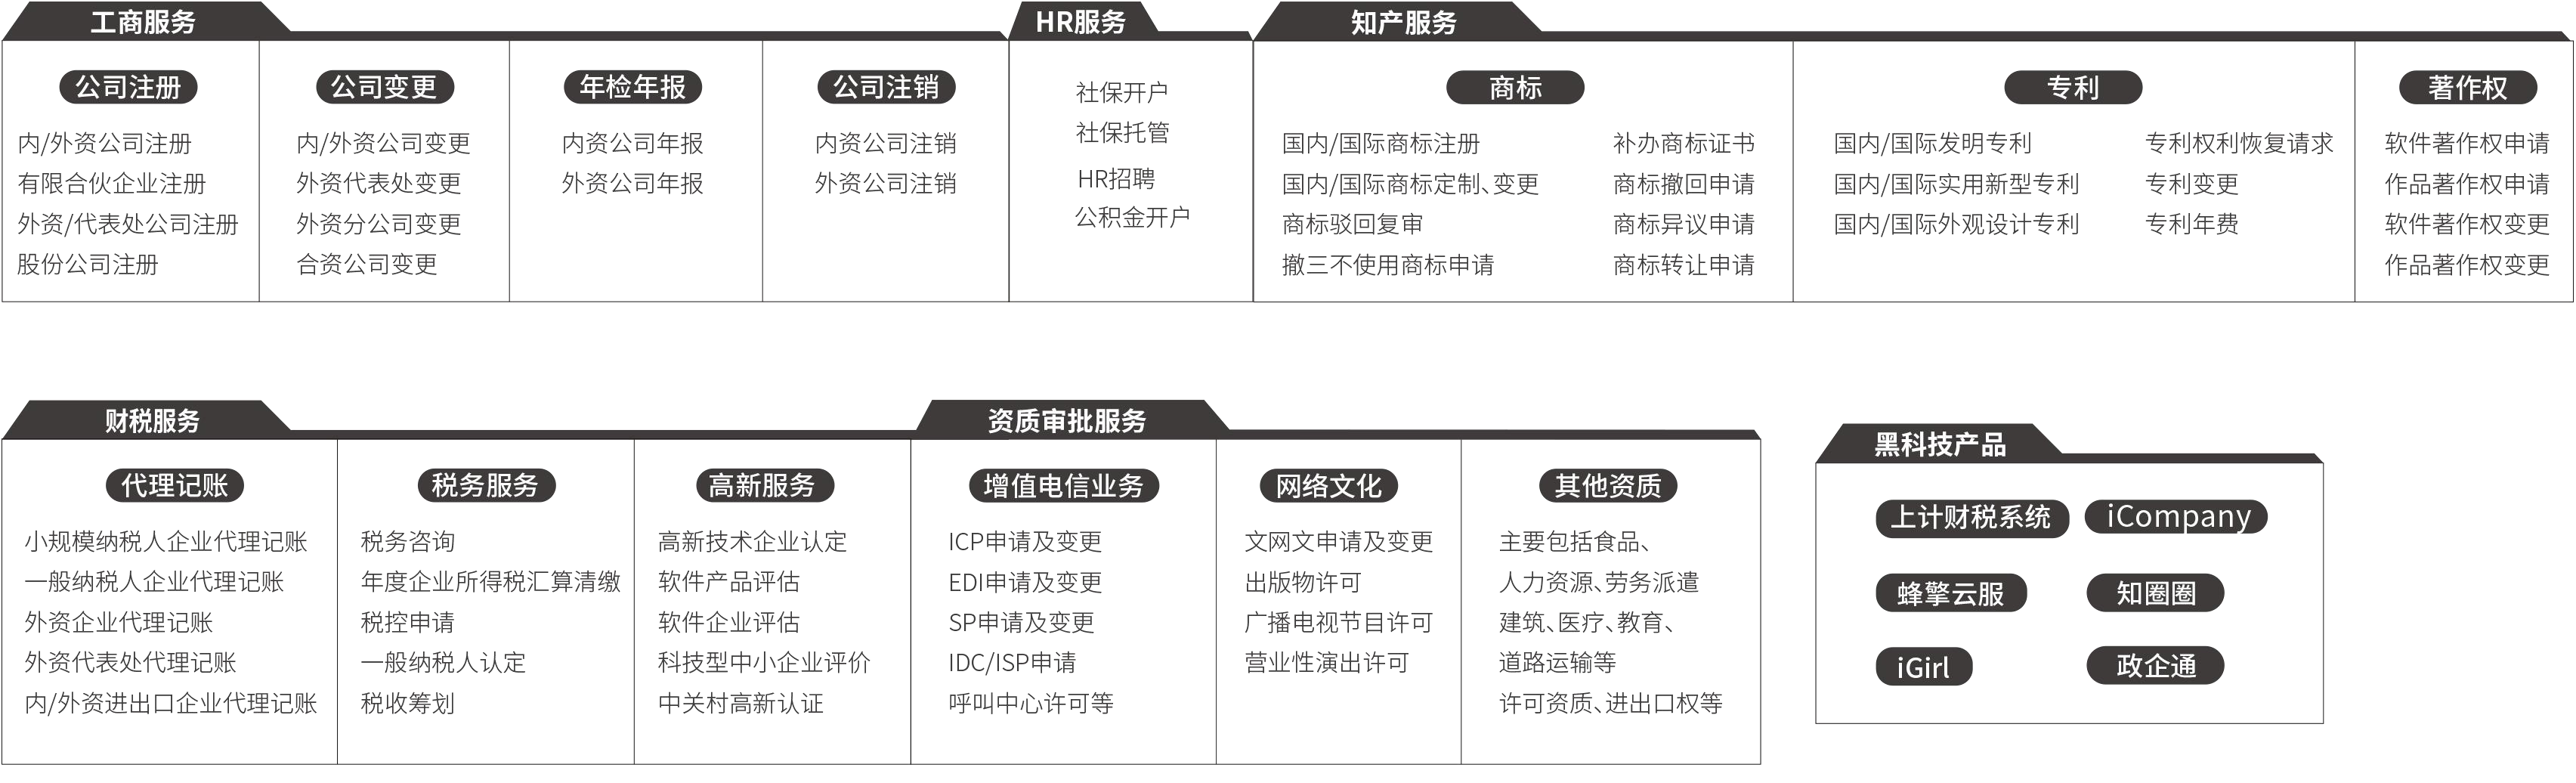 工商服务
公司注册
内/外资公司注册
有限合伙企业注册
外资/代表处公司注册
股份公司注册
公司变更
内/外资公司变更
外资代表处变更
外资分公司变更
合资公司变更
年检年报
内资公司年报
外资公司年报
公司注销
内资公司注销
外资公司注销
HR服务
社保开户
社保托管
HR招聘
公积金开户
知产服务
商标
国内/国际商标注册
国内/国际商标定制、变更
商标驳回复审
撤三不使用商标申请
补办商标证书
商标撤回申请
商标异议申请
商标转让申请
专利
国内/国际发明专利
国内/国际实用新型专利
国内/国际外观设计专利
专利权利恢复请求
专利变更
专利年费
著作权
软件著作权申请
作品著作权申请
软件著作权变更
作品著作权变更
财税服务
代理记账
小规模纳税人企业代理记账
一般纳税人企业代理记账
外资企业代理记账
外资代表处代理记账
内/外资进出口企业代理记账
税务服务
税务咨询
年度企业所得税汇算清缴
税控申请
一般纳税人认定
税收筹划
高新服务
高新技术企业认定
软件产品评估
软件企业评估
科技型中小企业评价
中关村高新认证
资质审批服务
增值电信业务
ICP申请及变更
EDI申请及变更
SP申请及变更
IDC/ISP申请
呼叫中心许可等
网络文化
文网文申请及变更
出版物许可
广播电视节目许可
营业性演出许可
其他资质
主要包括食品、
人力资源、劳务派遣
建筑、医疗、教育、
道路运输等
许可资质、进出口权等
黑科技产品
上计财税系统
iCompany
蜂擎云服
知圈圈
iGirl
政企通